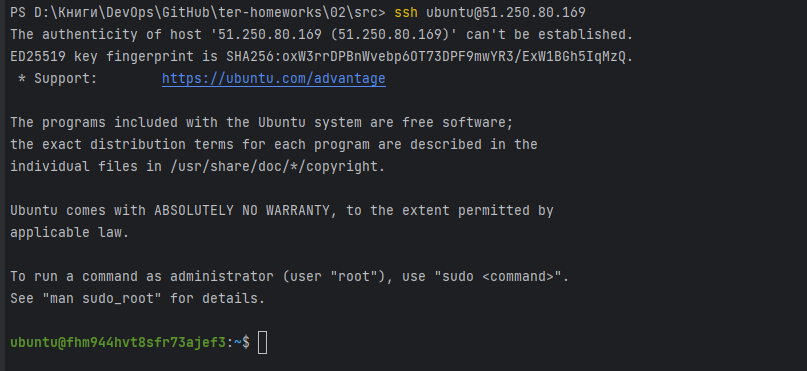 PS D:\Книги\DevOps\GitHub\ter-homeworks\02\src> ssh ubuntu@51.250.80.169
The authenticity of host '51.250.80.169 (51.250.80.169)' can't be established.
ED25519 key fingerprint is SHA256:oxW3rrDPBnWvebp6OT73DPF9mwYR3/ExW1BGh5IqMzQ.
 * Support:        https://ubuntu.com/advantage
The programs included with the Ubuntu system are free software;
the exact distribution terms for each program are described in the
individual files in /usr/share/doc/*/copyright.
Ubuntu comes with ABSOLUTELY NO WARRANTY, to the extent permitted by
applicable law.
To run a command as administrator (user "root"), use "sudo <command>".
See "man sudo_root" for details.
ubuntu@fhm944hvt8sfr73ajef3:~$